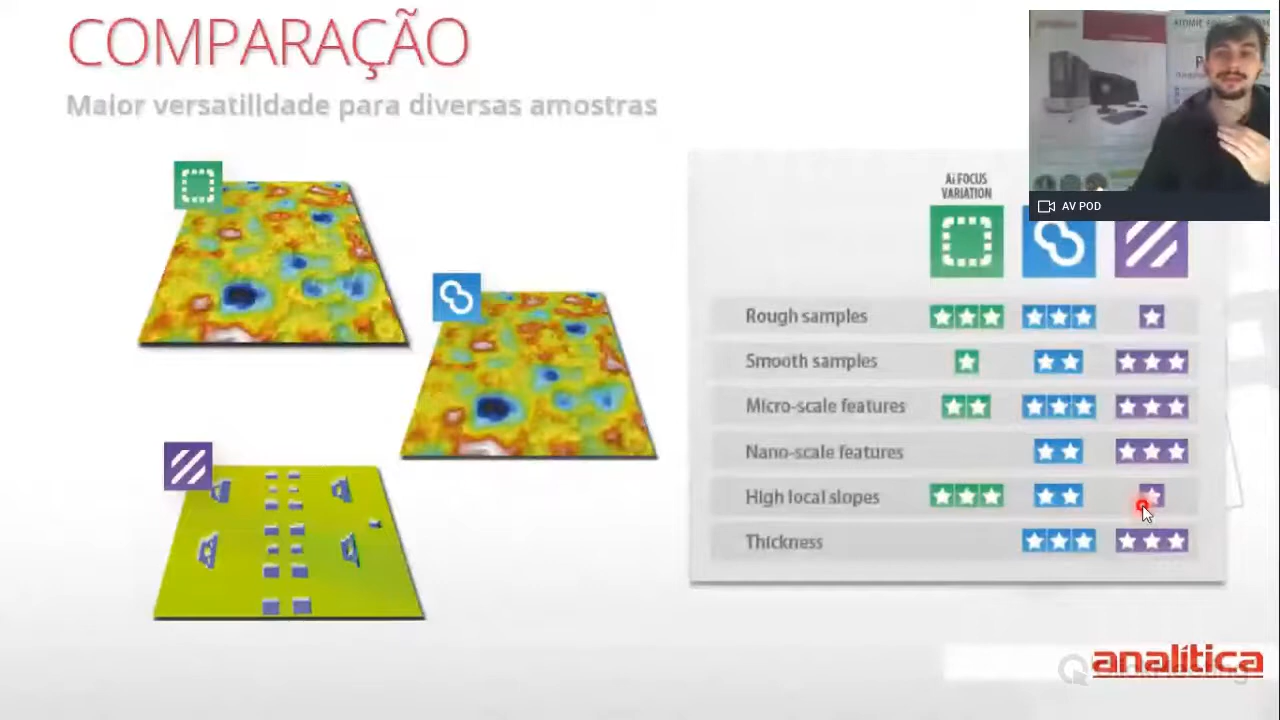 COMPARAÇÃO
Maior versatilidade para diversas amostras
Ai FOCUS
VARIATION
AV POD
Rough samples
Smooth samples
Micro-scale features
Nano-scale features
High local slopes
Thickness
analítica